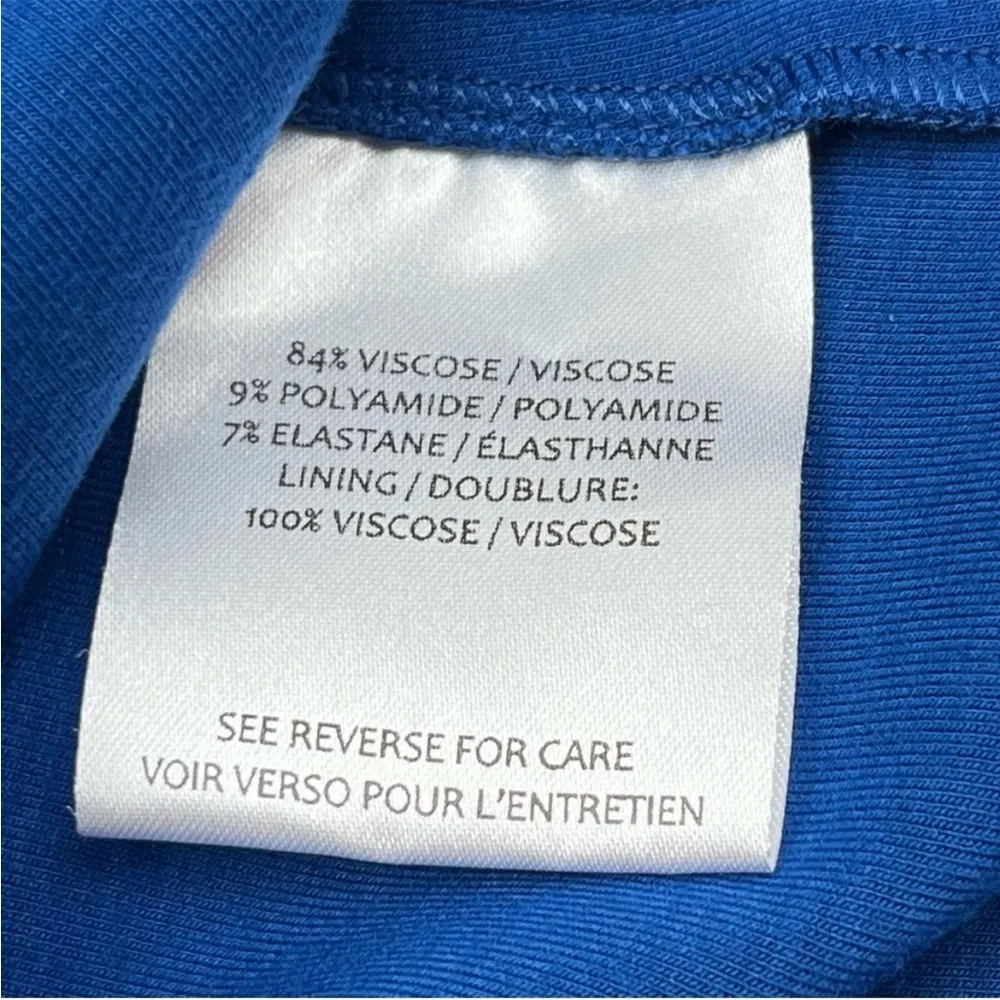 84% VISCOSE / VISCOSE
9% POLYAMIDE / POLYAMIDE
7% ELASTANE / ÉLASTHANNE
LINING / DOUBLURE:
100% VISCOSE / VISCOSE
SEE REVERSE FOR CARE
VOIR VERSO POUR L'ENTRETIEN